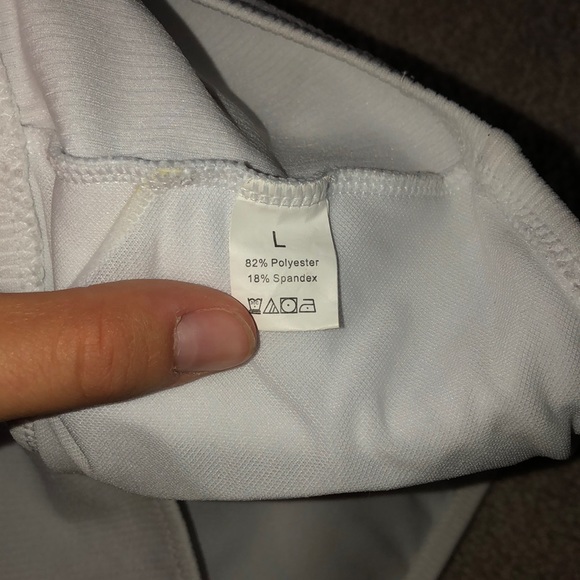 L
82% Polyester
18% Spandex